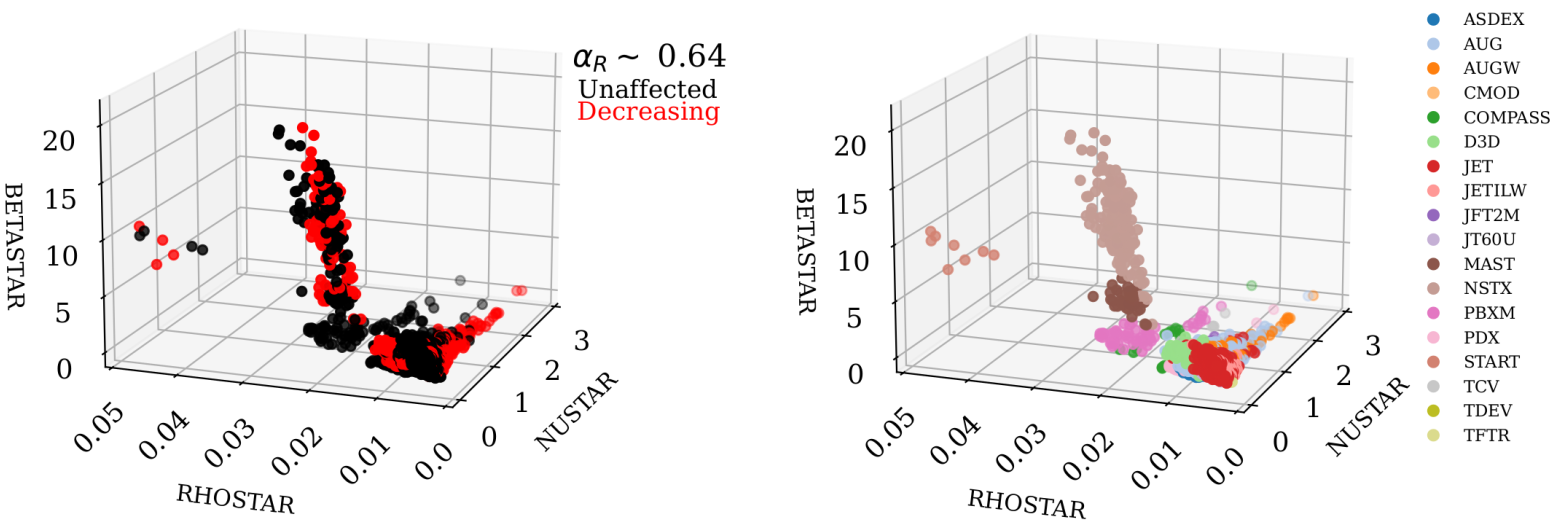 α_R ~ 0.64
Unaffected
Decreasing
BETASTAR
20
15
10
5
0
0.05
0.04
0.03
0.02
0.01
0.0
RHOSTAR
0
1
2
3
NUSTAR
BETASTAR
20
15
10
5
0
0.05
0.04
0.03
0.02
0.01
0.0
RHOSTAR
0
1
2
3
NUSTAR
ASDEX
AUG
AUGW
CMOD
COMPASS
D3D
JET
JETILW
JFT2M
JT60U
MAST
NSTX
PBXM
PDX
START
TCV
TDEV
TFTR